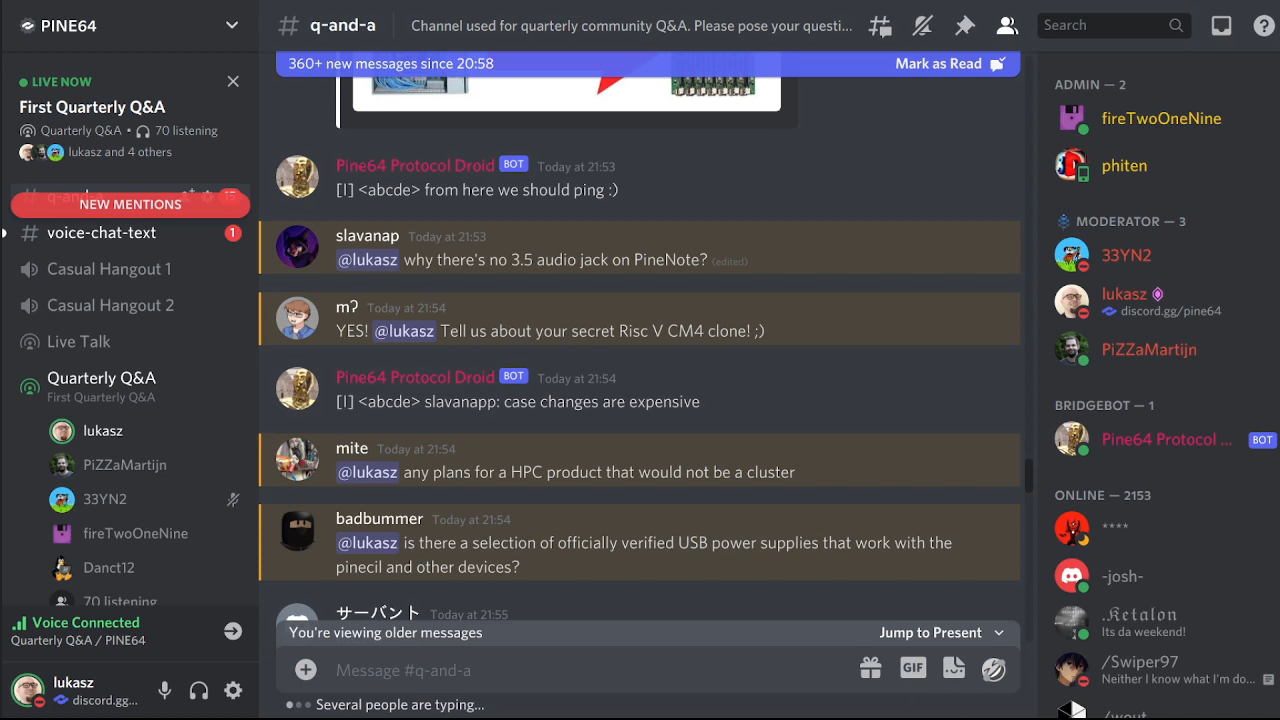 PINE64
LIVE NOW
First Quarterly Q&A
Quarterly Q&A • 70 listening
lukasz and 4 others
NEW MENTIONS
voice-chat-text
1
Casual Hangout 1
Casual Hangout 2
Live Talk
Quarterly Q&A
First Quarterly Q&A
lukasz
PiZZaMartijn
33YN2
fireTwoOneNine
Danct12
70 listening
Voice Connected
Quarterly Q&A / PINE64
lukasz
discord.gg...
q-and-a
Channel used for quarterly community Q&A. Please pose your questi...
Search
360+ new messages since 20:58
Mark as Read
Pine64 Protocol Droid BOT Today at 21:53
[I] <abcde> from here we should ping :)
slavanap Today at 21:53
@lukasz why there's no 3.5 audio jack on PineNote? (edited)
m? Today at 21:54
YES! @lukasz Tell us about your secret Risc V CM4 clone! ;)
Pine64 Protocol Droid BOT Today at 21:54
[I] <abcde> slavanapp: case changes are expensive
mite Today at 21:54
@lukasz any plans for a HPC product that would not be a cluster
badbummer Today at 21:54
@lukasz is there a selection of officially verified USB power supplies that work with the
pinecil and other devices?
サーバント Today at 21:55
You're viewing older messages
Jump to Present
Message #q-and-a
GIF
Several people are typing...
ADMIN — 2
fireTwoOneNine
phiten
MODERATOR — 3
33YN2
lukasz
discord.gg/pine64
PiZZaMartijn
BRIDGEBOT — 1
Pine64 Protocol ... BOT
ONLINE — 2153
****
-josh-
.𝕶𝖊𝖙𝖆𝖑𝖔𝖓
Its da weekend!
/Swiper97
Neither I know what I'm do...